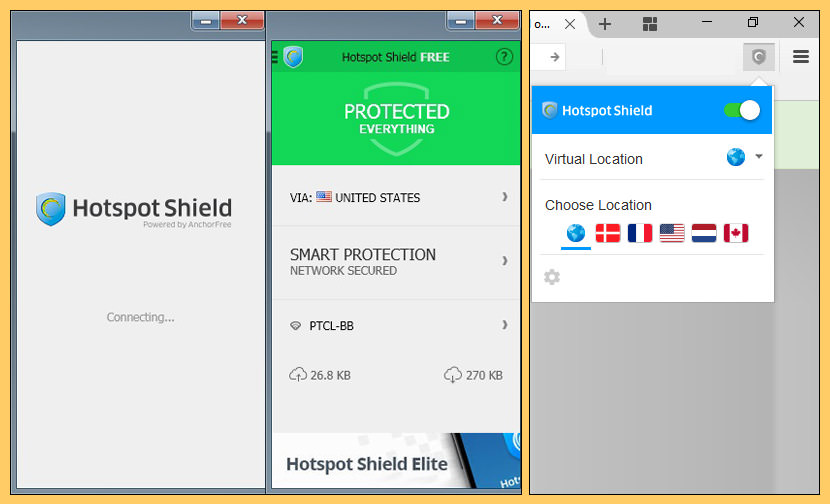 Hotspot Shield
Powered by AnchorFree
Connecting...
Hotspot Shield FREE
?
PROTECTED
EVERYTHING
VIA: UNITED STATES
SMART PROTECTION
NETWORK SECURED
PTCL-BB
26.8 KB
270 KB
Hotspot Shield Elite
o...
Hotspot Shield
Virtual Location
Choose Location